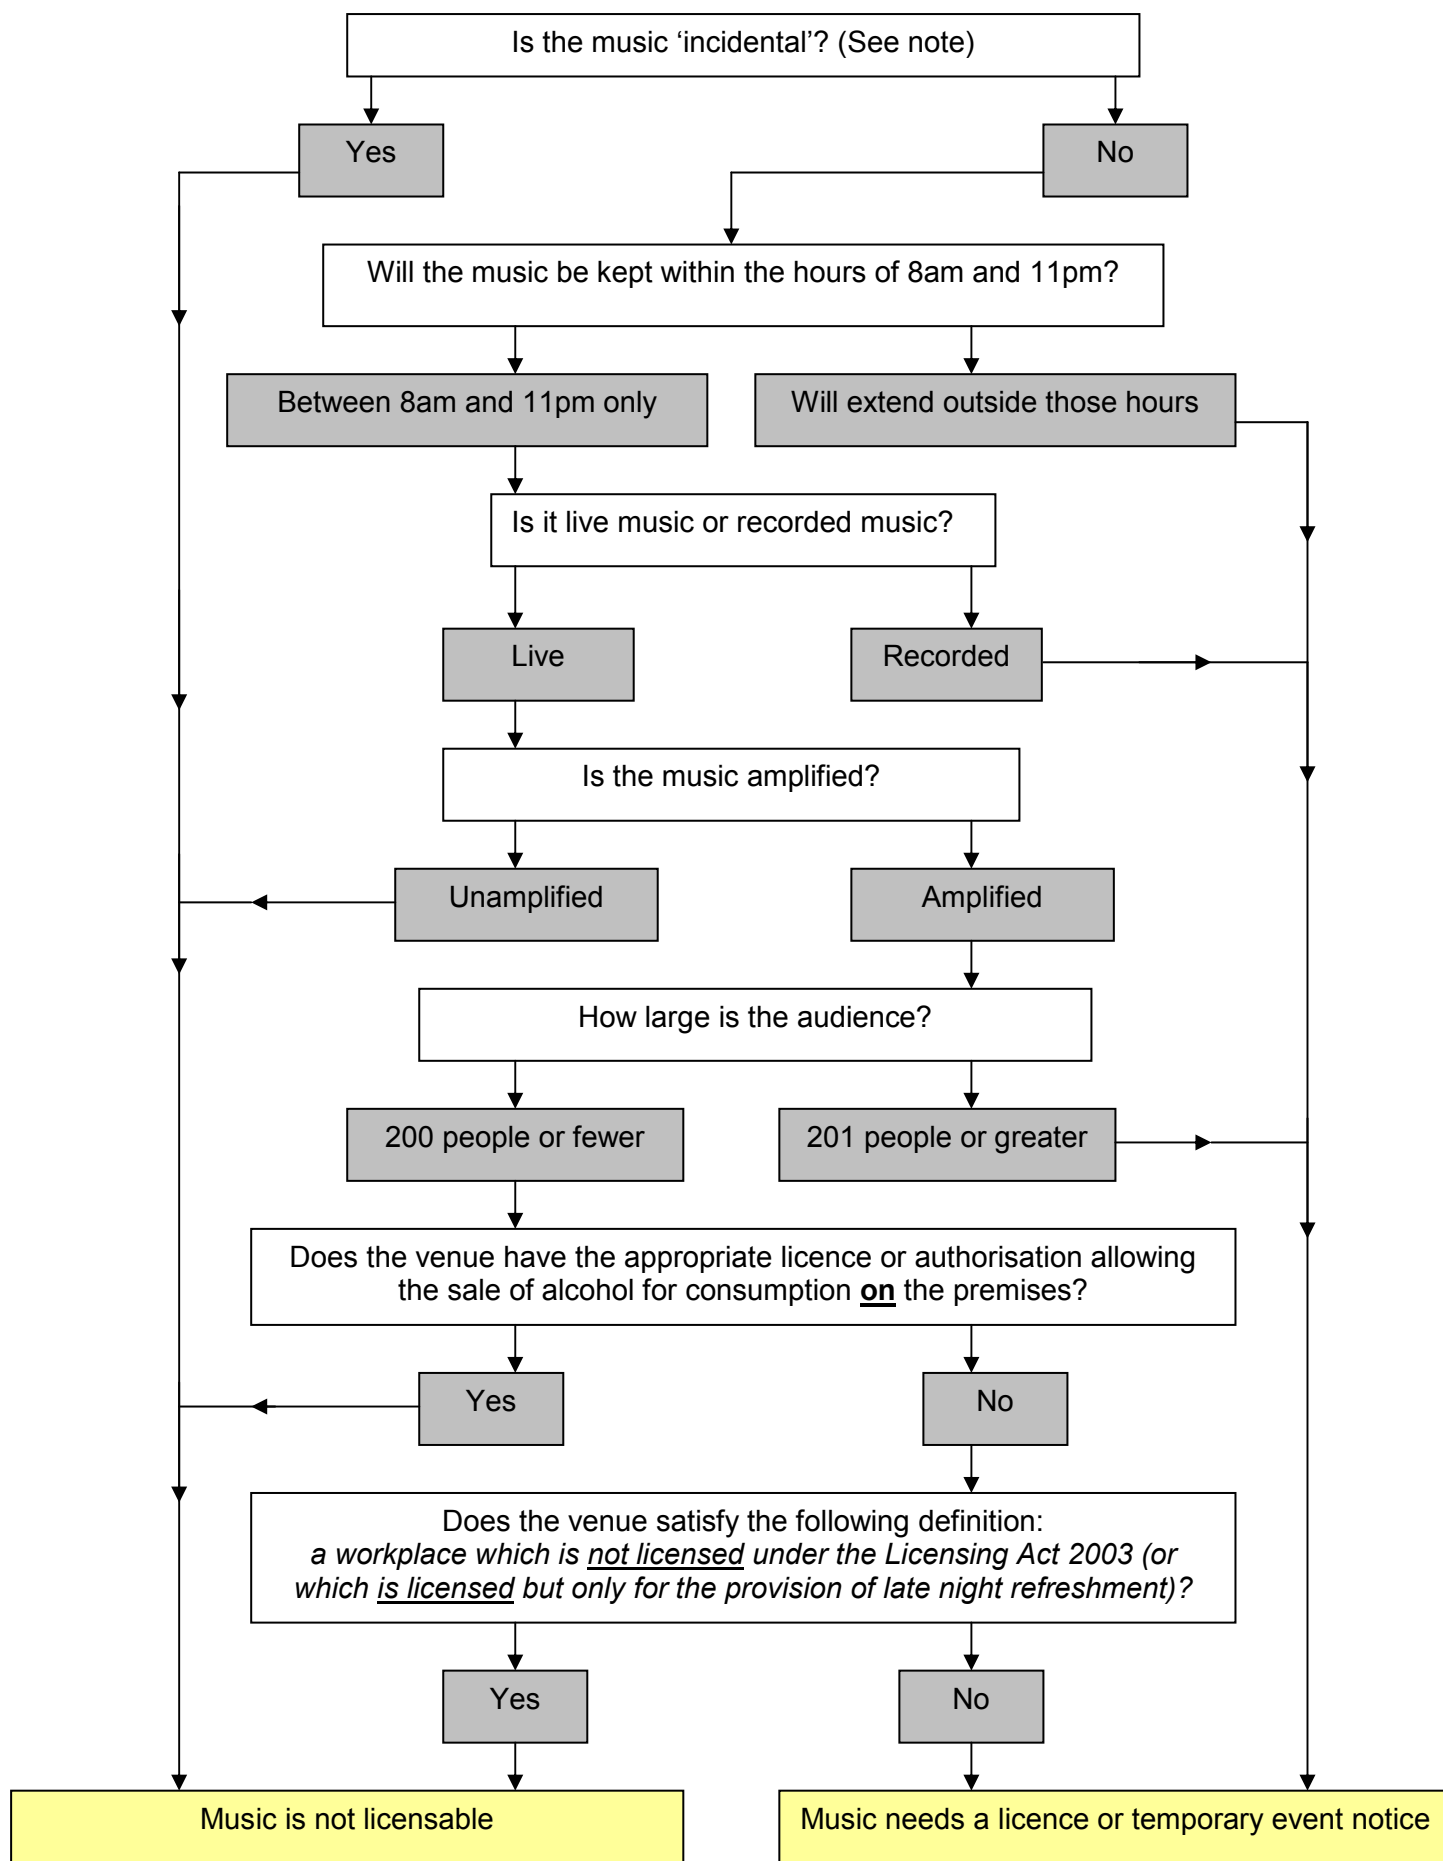 Is the music ‘incidental’? (See note)
Yes
No
Will the music be kept within the hours of 8am and 11pm?
Between 8am and 11pm only
Will extend outside those hours
Is it live music or recorded music?
Live
Recorded
Is the music amplified?
Unamplified
Amplified
How large is the audience?
200 people or fewer
201 people or greater
Does the venue have the appropriate licence or authorisation allowing
the sale of alcohol for consumption on the premises?
Yes
No
Does the venue satisfy the following definition:
a workplace which is not licensed under the Licensing Act 2003 (or
which is licensed but only for the provision of late night refreshment)?
Yes
No
Music is not licensable
Music needs a licence or temporary event notice